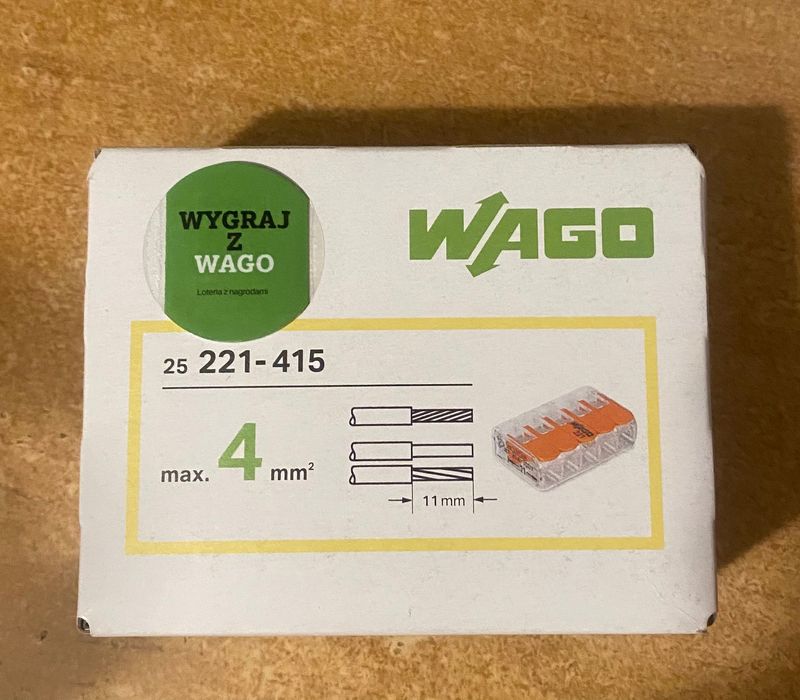 WYGRAJ
Z
WAGO
Loteria z nagrodami
WAGO
25 221-415
max. 4 mm²
11 mm